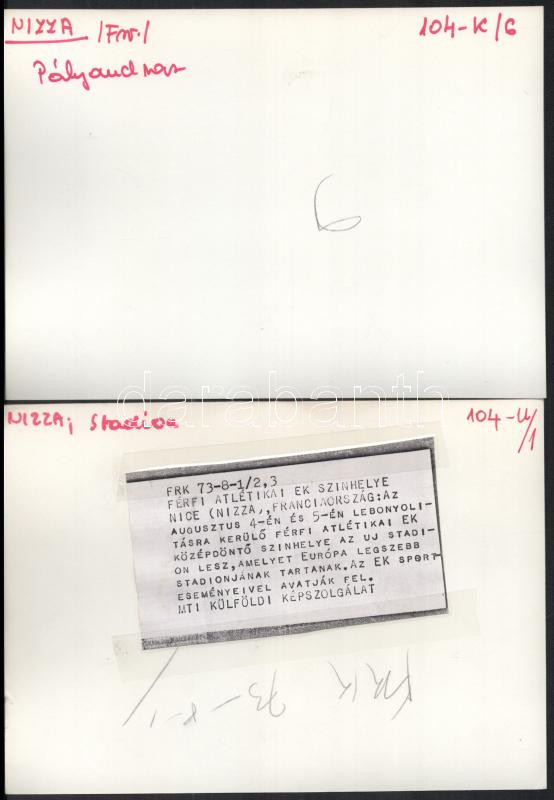 NIZZA /Fr./ 104-K/6
Pályaudvar
darabanth
NIZZA; Stadion 104-U/1
FRK 73-8-1/2,3
FÉRFI ATLÉTIKAI EK SZINHELYE
NICE (NIZZA,, FRANCIAORSZÁG:AZ
AUGUSZTUS 4-ÉN ÉS 5-ÉN LEBONYOLI-
TÁSRA KERÜLŐ FÉRFI ATLÉTIKAI EK
KÖZÉPDÖNTŐ SZINHELYE AZ UJ STADI-
ON LESZ,AMELYET EURÓPA LEGSZEBB
STADIONJÁNAK TARTANAK.AZ EK SPORT-
ESEMÉNYEIVEL AVATJÁK FEL.
MTI KÜLFÖLDI KÉPSZOLGÁLAT
FRK 73-8-1/